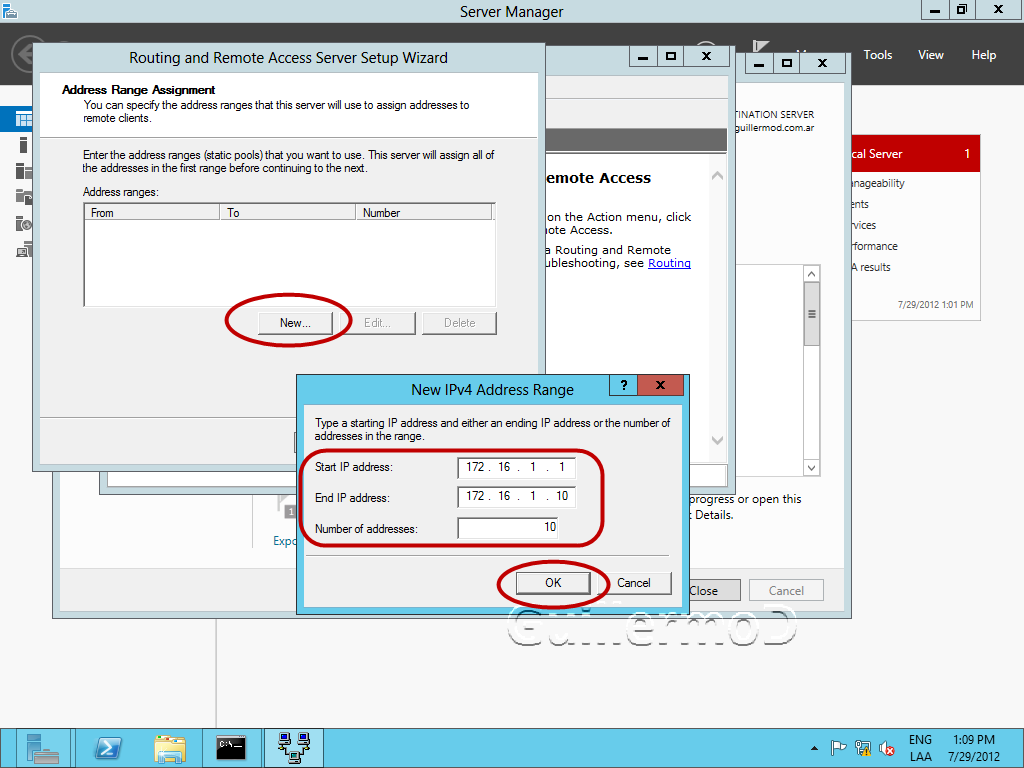 Server Manager
Tools View Help
Routing and Remote Access Server Setup Wizard
Address Range Assignment
You can specify the address ranges that this server will use to assign addresses to
remote clients.
Enter the address ranges (static pools) that you want to use. This server will assign all of
the addresses in the first range before continuing to the next.
Address ranges:
From To Number
New... Edit... Delete
emote Access
on the Action menu, click
ote Access.
a Routing and Remote
ubleshooting, see Routing
TINATION SERVER
guillermod.com.ar
cal Server 1
anageability
ents
vices
rformance
A results
7/29/2012 1:01 PM
New IPv4 Address Range
?
Type a starting IP address and either an ending IP address or the number of
addresses in the range.
Start IP address: 172 . 16 . 1 . 1
End IP address: 172 . 16 . 1 . 10
Number of addresses: 10
OK Cancel
progress or open this
t Details.
1
Expo
Close Cancel
GuillermoD
C:\>_
ENG
LAA
1:09 PM
7/29/2012